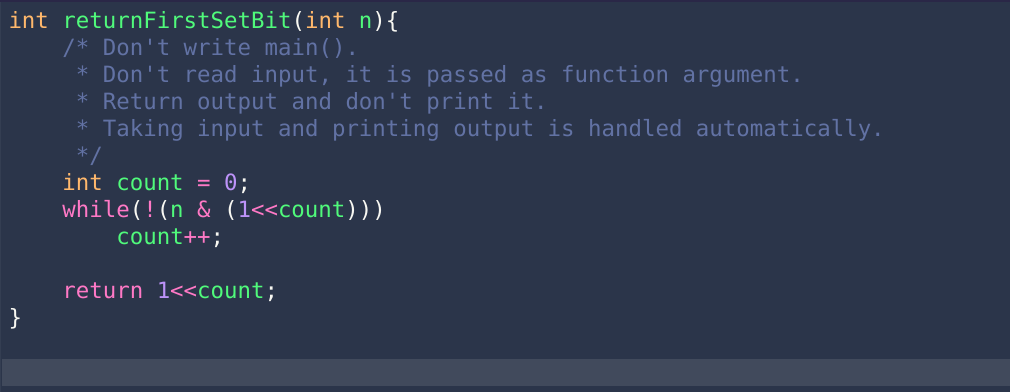 int returnFirstSetBit(int n){
    /* Don't write main().
     * Don't read input, it is passed as function argument.
     * Return output and don't print it.
     * Taking input and printing output is handled automatically.
     */
    int count = 0;
    while(!(n & (1<<count)))
        count++;

    return 1<<count;
}